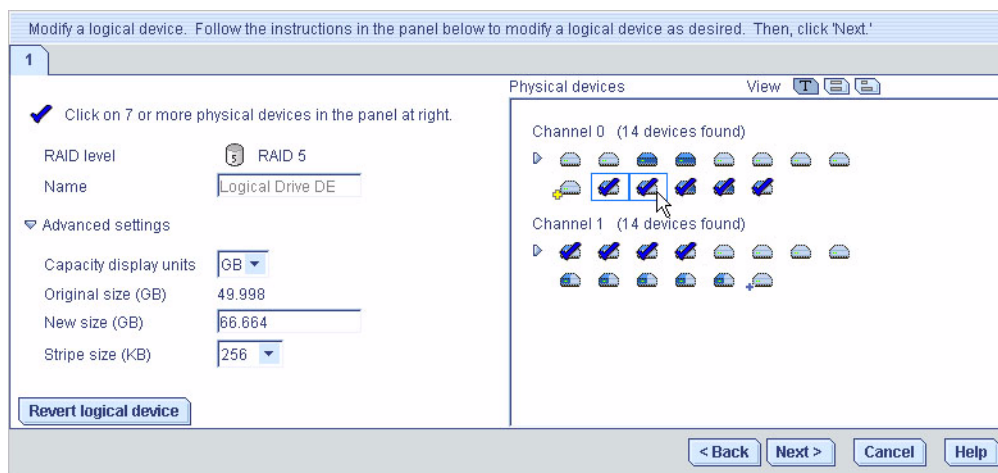 Modify a logical device. Follow the instructions in the panel below to modify a logical device as desired. Then, click 'Next.'
1
Click on 7 or more physical devices in the panel at right.
RAID level 5 RAID 5
Name Logical Drive DE
Advanced settings
Capacity display units GB
Original size (GB) 49.998
New size (GB) 66.664
Stripe size (KB) 256
Revert logical device
Physical devices View T
Channel 0 (14 devices found)
Channel 1 (14 devices found)
< Back Next > Cancel Help